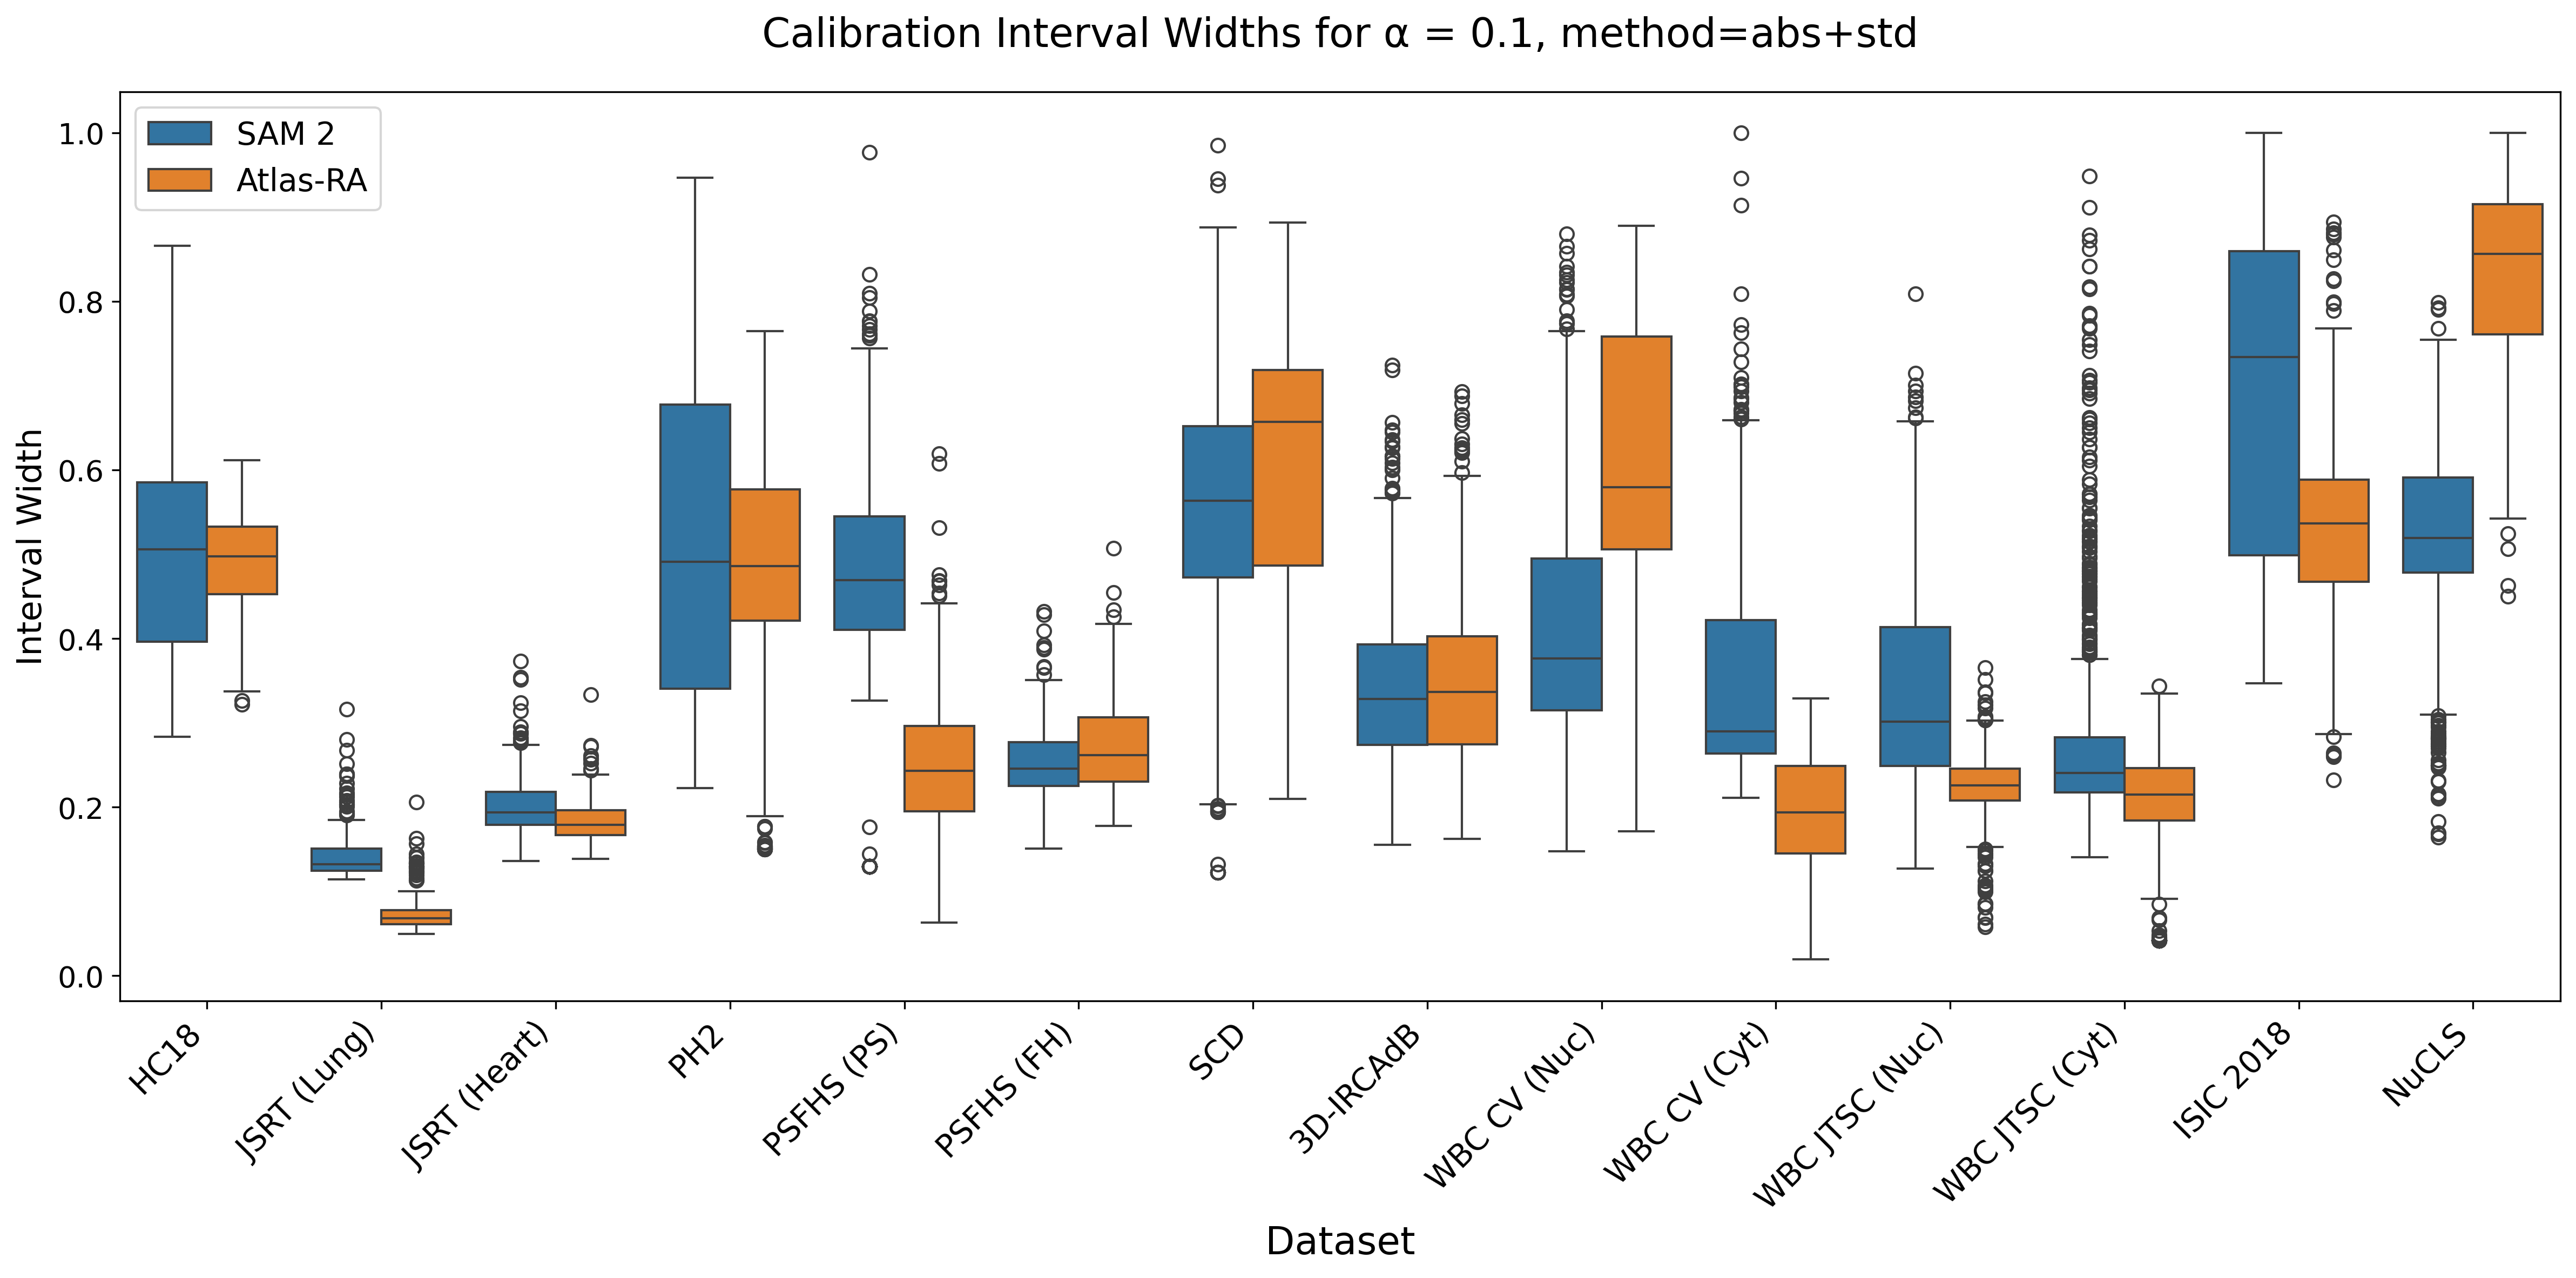 Calibration Interval Widths for α = 0.1, method=abs+std
SAM 2
Atlas-RA
Interval Width
1.0
0.8
0.6
0.4
0.2
0.0
HC18
JSRT (Lung)
JSRT (Heart)
PH2
PSFHS (PS)
PSFHS (FH)
SCD
3D-IRCAdB
WBC CV (Nuc)
WBC CV (Cyt)
WBC JTSC (Nuc)
WBC JTSC (Cyt)
ISIC 2018
NuCLS
Dataset